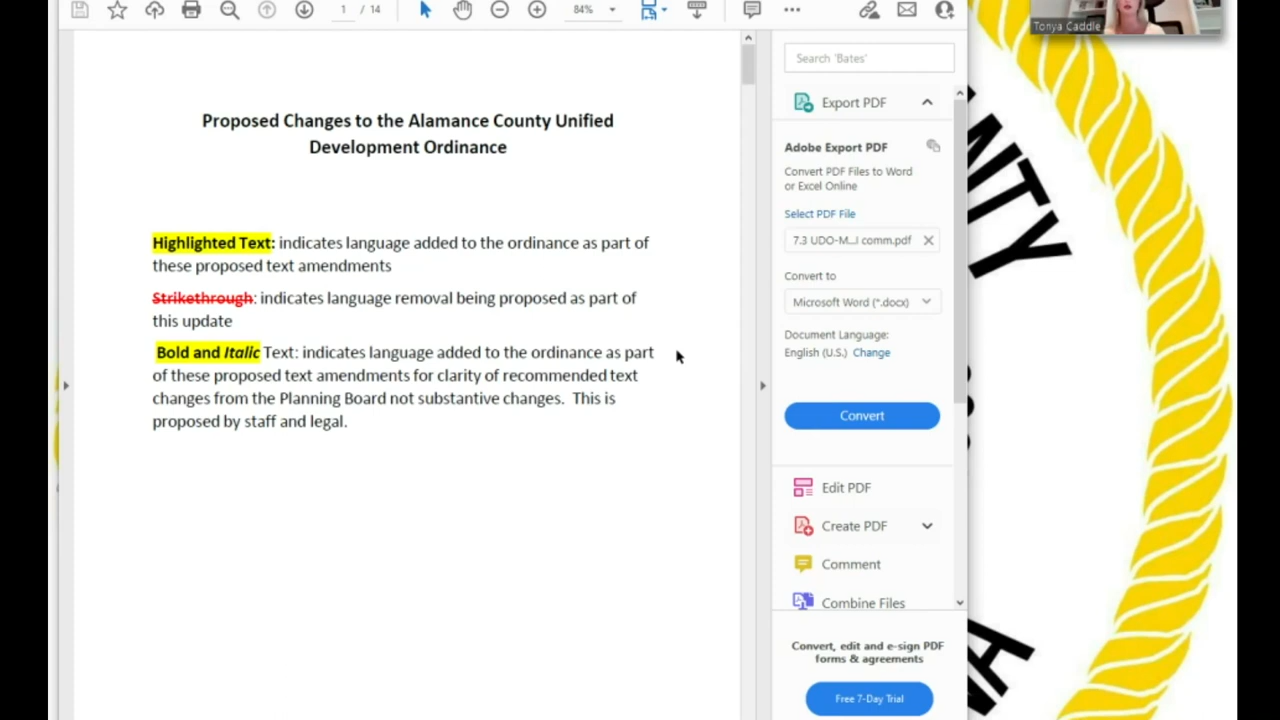 1 / 14
84%
Tonya Caddle
Proposed Changes to the Alamance County Unified
Development Ordinance
Highlighted Text: indicates language added to the ordinance as part of
these proposed text amendments
Strikethrough: indicates language removal being proposed as part of
this update
Bold and Italic Text: indicates language added to the ordinance as part
of these proposed text amendments for clarity of recommended text
changes from the Planning Board not substantive changes.  This is
proposed by staff and legal.
Search 'Bates'
Export PDF
Adobe Export PDF
Convert PDF Files to Word
or Excel Online
Select PDF File
7.3 UDO-M...l comm.pdf
Convert to
Microsoft Word (*.docx)
Document Language:
English (U.S.) Change
Convert
Edit PDF
Create PDF
Comment
Combine Files
Convert, edit and e-sign PDF
forms & agreements
Free 7-Day Trial
NTY
NA